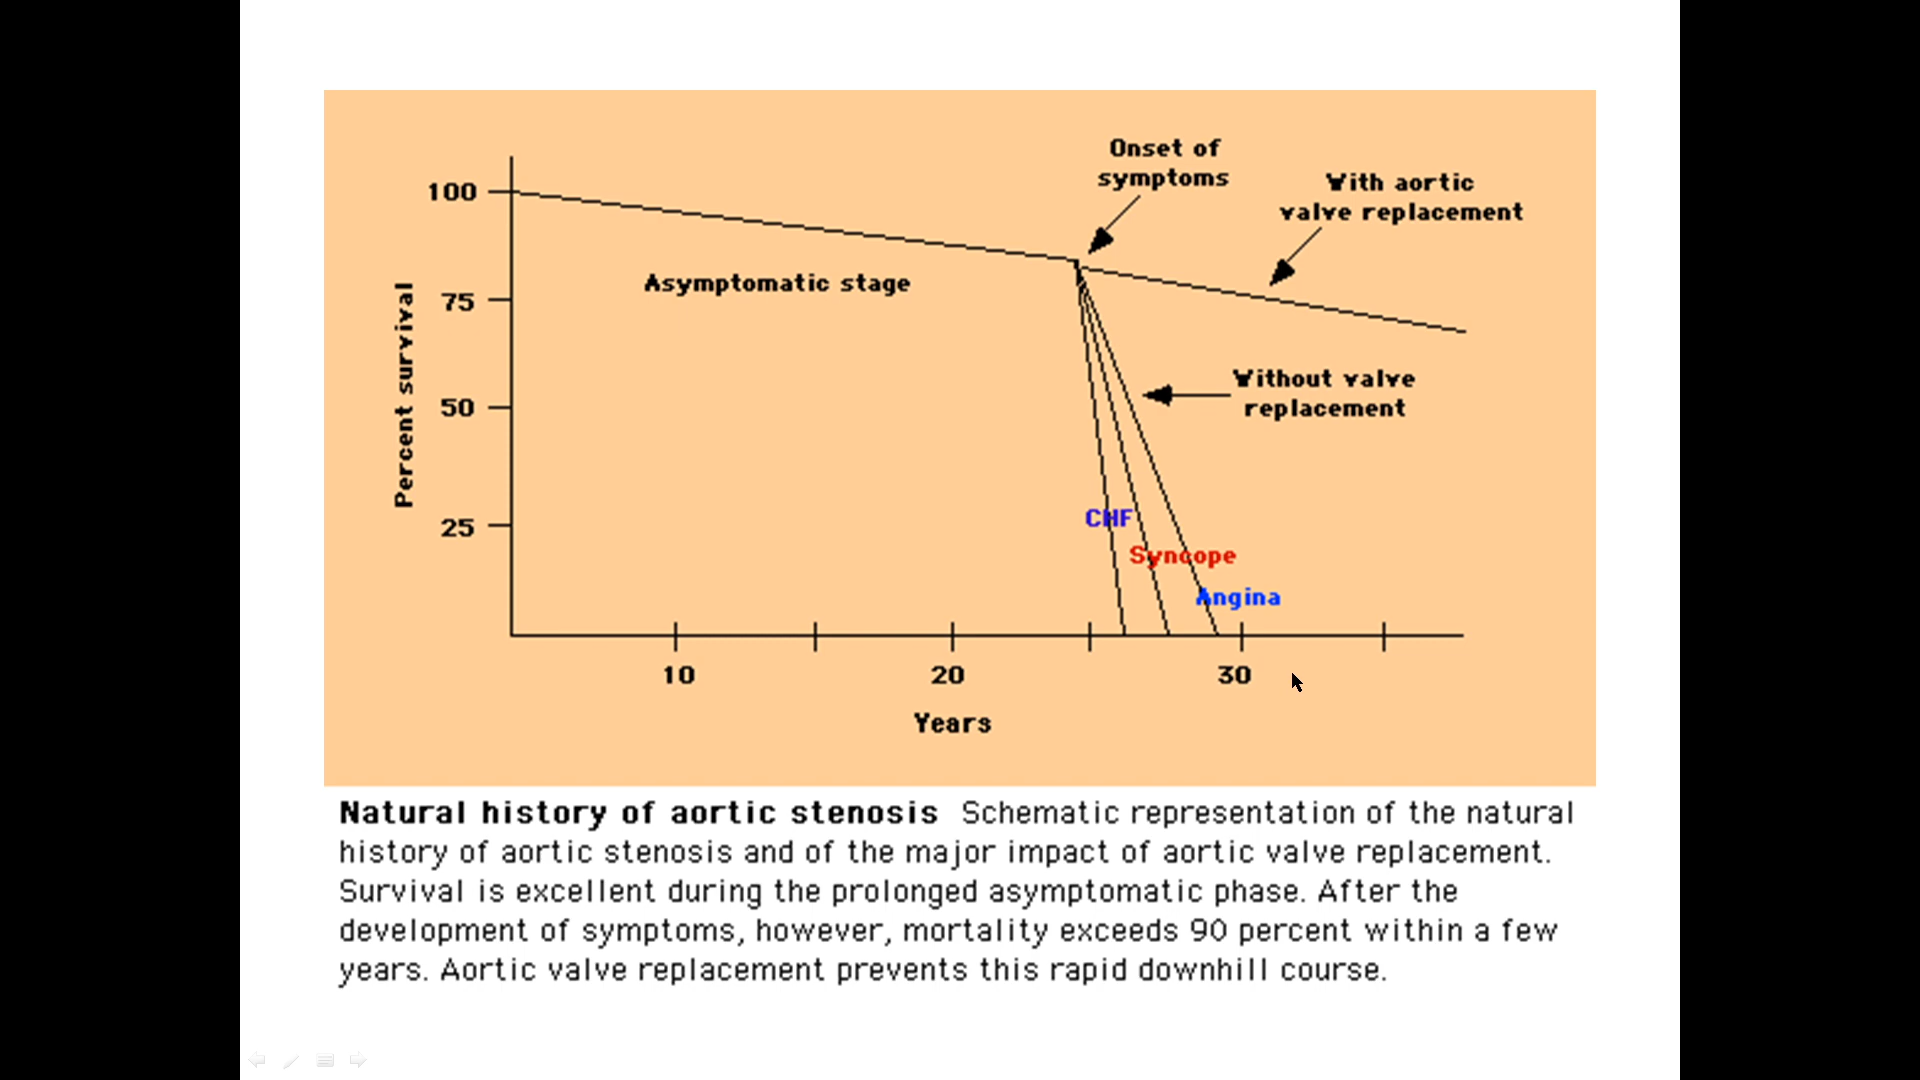 Onset of
symptoms
With aortic
valve replacement
100
Asymptomatic stage
75
Percent survival
Without valve
replacement
50
CHF
25
Syncope
Angina
10
20
30
Years
Natural history of aortic stenosis Schematic representation of the natural
history of aortic stenosis and of the major impact of aortic valve replacement.
Survival is excellent during the prolonged asymptomatic phase. After the
development of symptoms, however, mortality exceeds 90 percent within a few
years. Aortic valve replacement prevents this rapid downhill course.